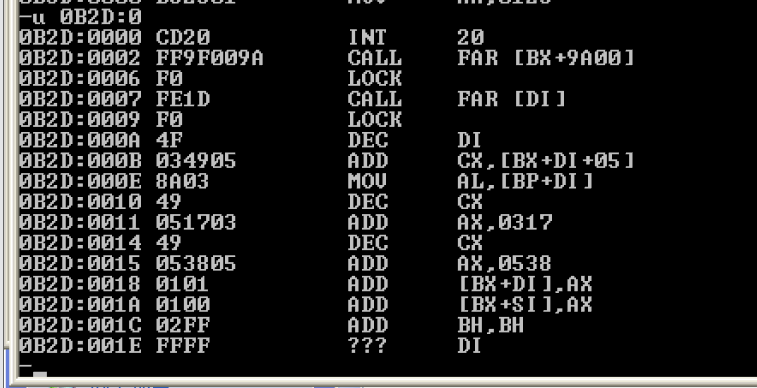 -u 0B2D:0
0B2D:0000 CD20 INT 20
0B2D:0002 FF9F009A CALL FAR [BX+9A00]
0B2D:0006 F0 LOCK
0B2D:0007 FE1D CALL FAR [DI]
0B2D:0009 F0 LOCK
0B2D:000A 4F DEC DI
0B2D:000B 034905 ADD CX,[BX+DI+05]
0B2D:000E 8A03 MOV AL,[BP+DI]
0B2D:0010 49 DEC CX
0B2D:0011 051703 ADD AX,0317
0B2D:0014 49 DEC CX
0B2D:0015 053805 ADD AX,0538
0B2D:0018 0101 ADD [BX+DI],AX
0B2D:001A 0100 ADD [BX+SI],AX
0B2D:001C 02FF ADD BH,BH
0B2D:001E FFFF ??? DI
-_